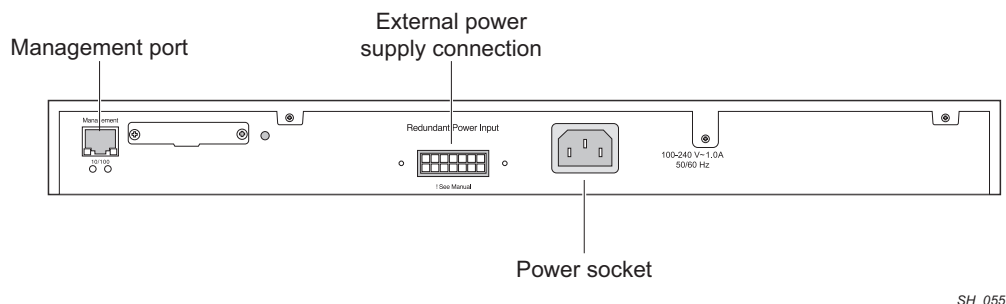 External power
supply connection
Management port
Management
10/100
Redundant Power Input
! See Manual
100-240 V~1.0A
50/60 Hz
Power socket
SH_055